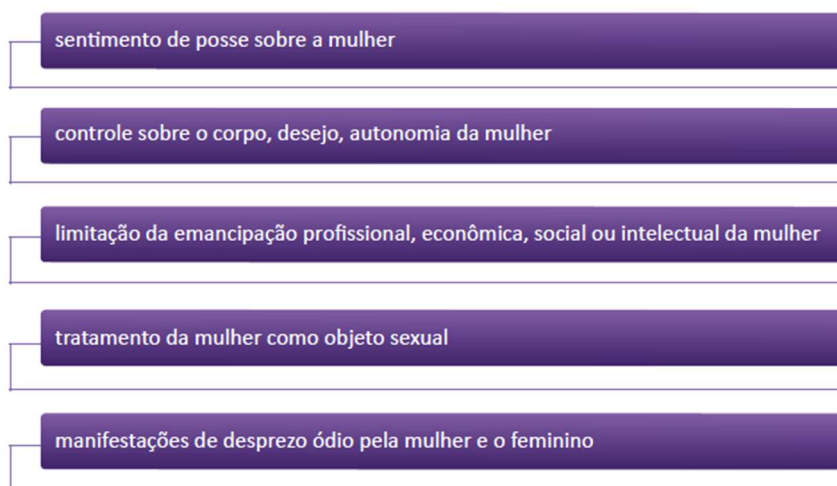 sentimento de posse sobre a mulher
controle sobre o corpo, desejo, autonomia da mulher
limitação da emancipação profissional, econômica, social ou intelectual da mulher
tratamento da mulher como objeto sexual
manifestações de desprezo ódio pela mulher e o feminino